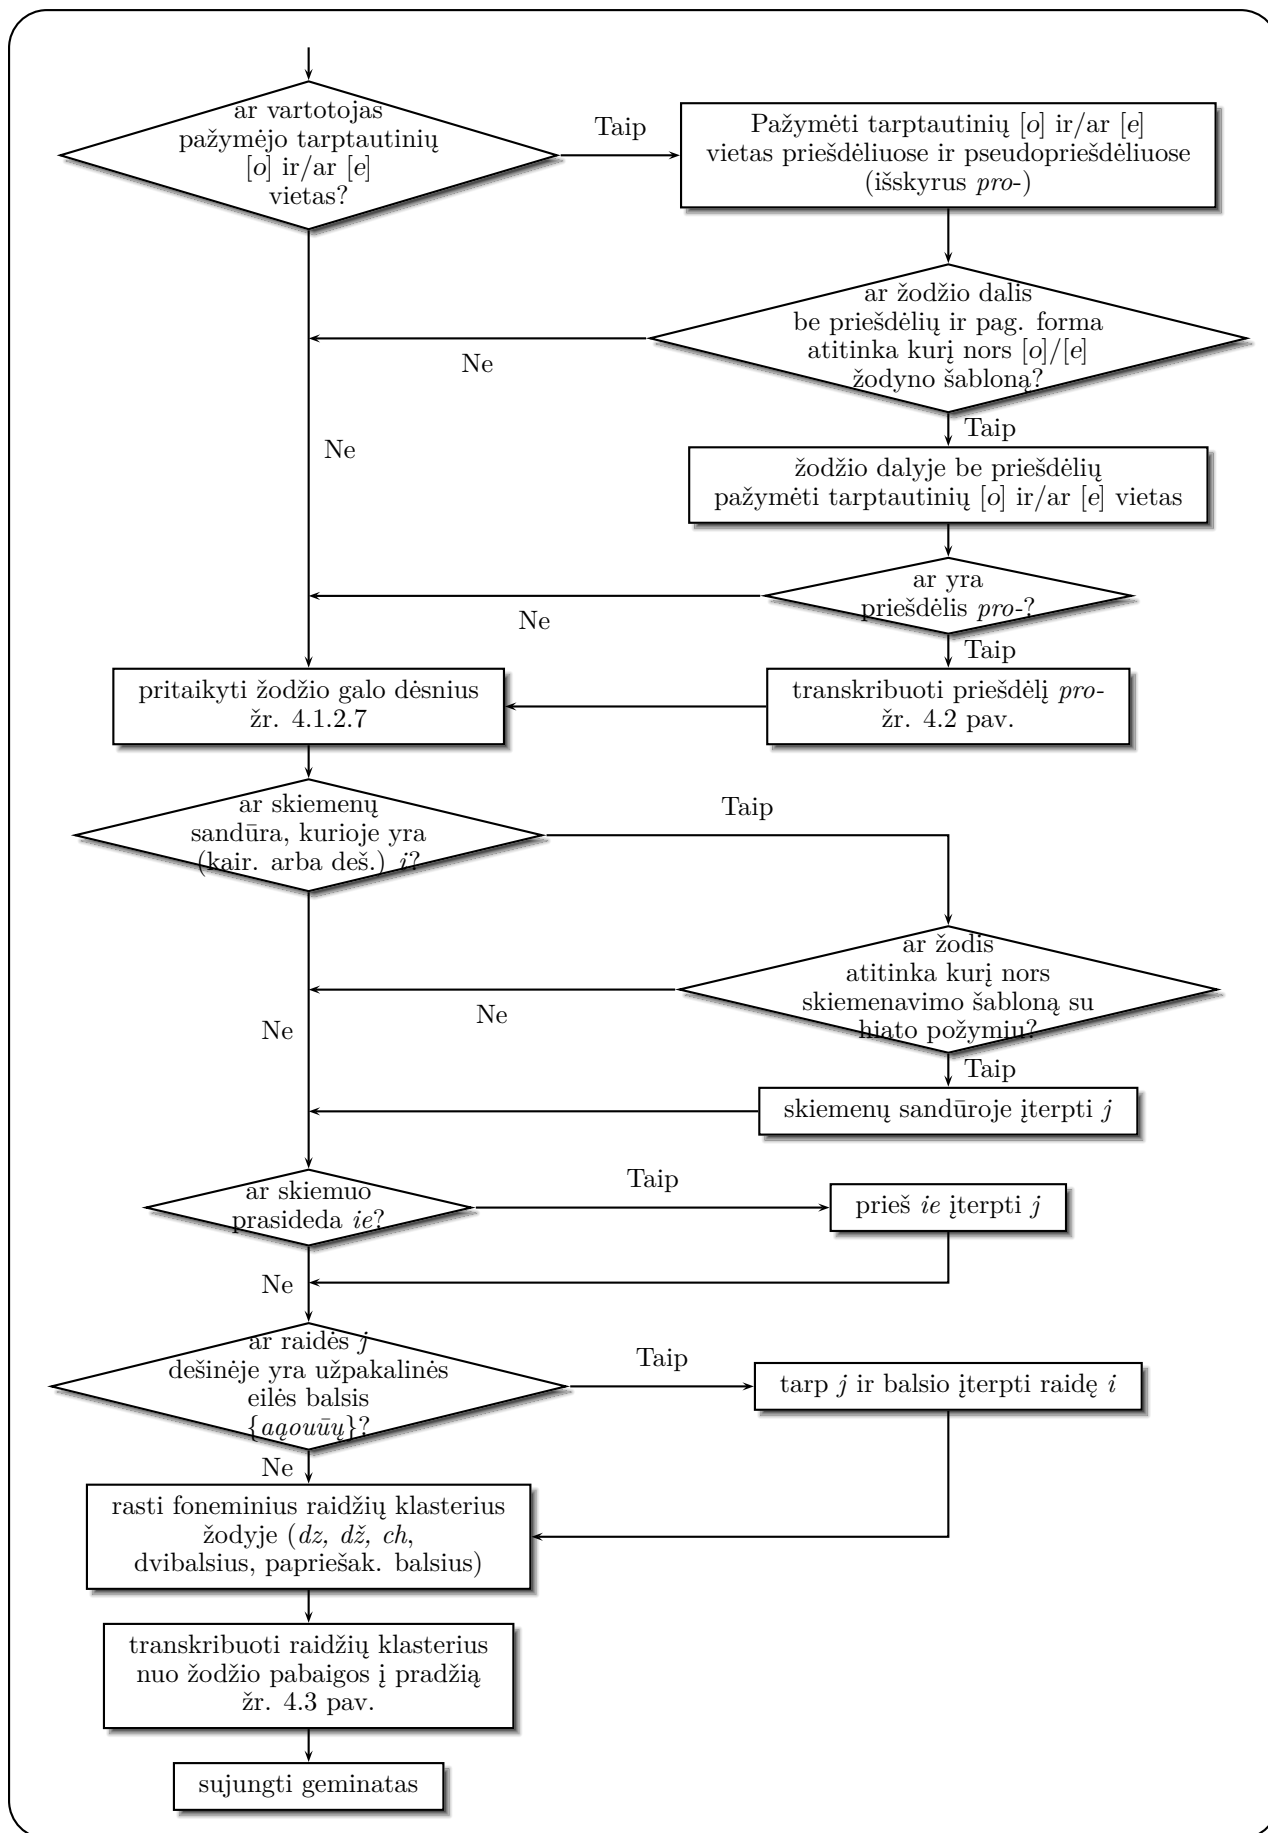 ar vartotojas
pažymėjo tarptautinių
[o] ir/ar [e]
vietas?
Taip
Pažymėti tarptautinių [o] ir/ar [e]
vietas priešdėliuose ir pseudopriešdėliuose
(išskyrus pro-)
ar žodžio dalis
be priešdėlių ir pag. forma
atitinka kurį nors [o]/[e]
žodyno šabloną?
Ne
Taip
Ne
žodžio dalyje be priešdėlių
pažymėti tarptautinių [o] ir/ar [e] vietas
ar yra
priešdėlis pro-?
Ne
Taip
pritaikyti žodžio galo dėsnius
žr. 4.1.2.7
transkribuoti priešdėlį pro-
žr. 4.2 pav.
ar skiemenų
sandūra, kurioje yra
(kair. arba deš.) i?
Taip
ar žodis
atitinka kurį nors
skiemenavimo šabloną su
hiato požymiu?
Ne
Ne
Taip
skiemenų sandūroje įterpti j
ar skiemuo
prasideda ie?
Taip
prieš ie įterpti j
Ne
ar raidės j
dešinėje yra užpakalinės
eilės balsis
{aąouūų}?
Taip
tarp j ir balsio įterpti raidę i
Ne
rasti foneminius raidžių klasterius
žodyje (dz, dž, ch,
dvibalsius, papriešak. balsius)
transkribuoti raidžių klasterius
nuo žodžio pabaigos į pradžią
žr. 4.3 pav.
sujungti geminatas